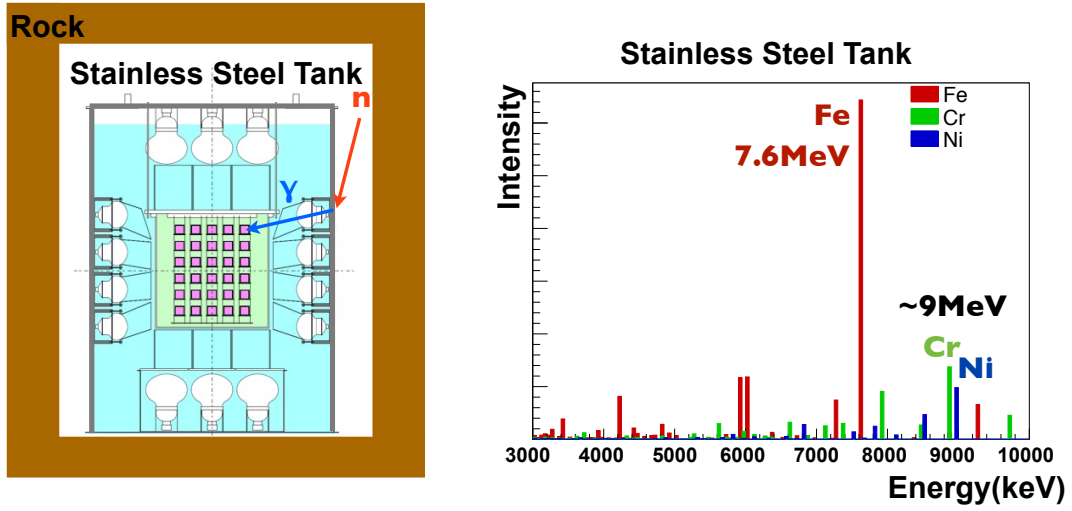 Rock
Stainless Steel Tank
n
γ
Stainless Steel Tank
Intensity
Fe
7.6MeV
Fe
Cr
Ni
~9MeV
Cr
Ni
3000 4000 5000 6000 7000 8000 9000 10000
Energy(keV)